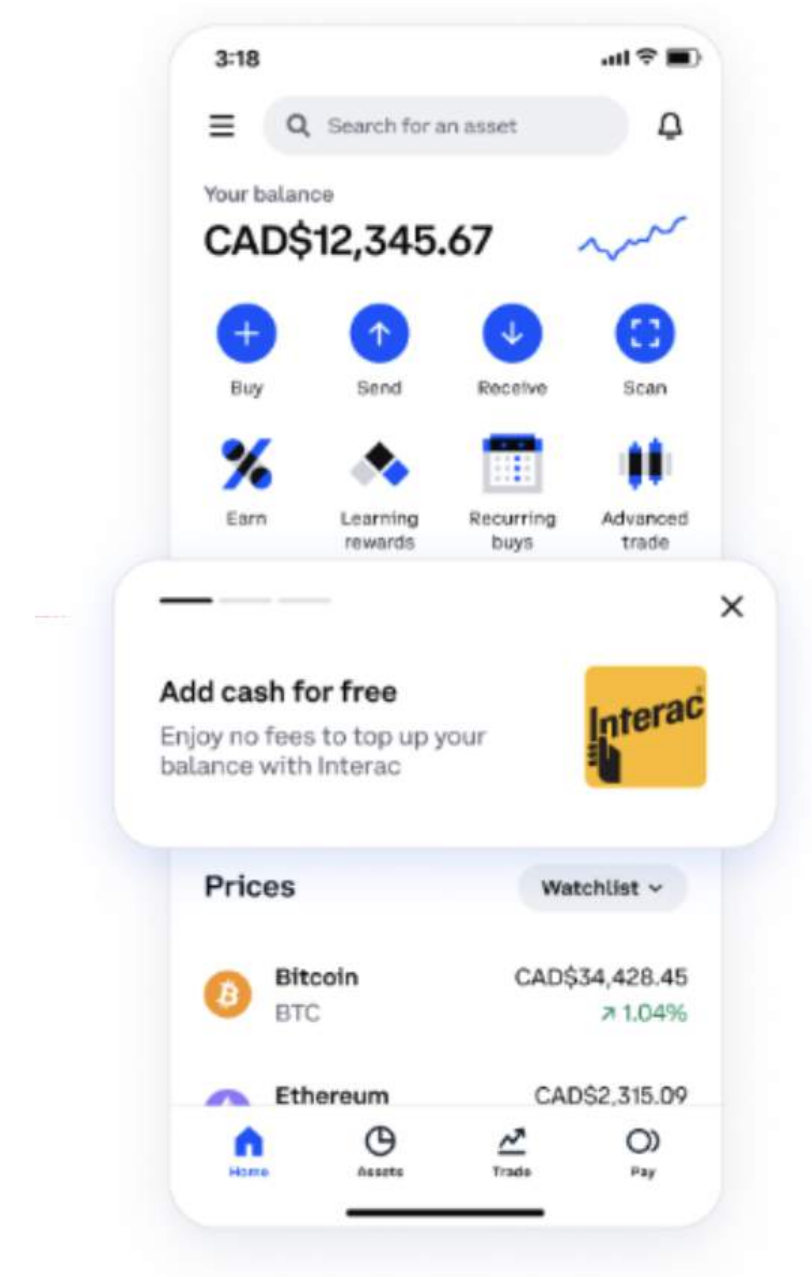 3:18
Search for an asset
Your balance
CAD$12,345.67
Buy Send Receive Scan
Earn Learning rewards Recurring buys Advanced trade
Add cash for free
Enjoy no fees to top up your
balance with Interac
Interac®
Prices Watchlist
Bitcoin CAD$34,428.45
BTC 1.04%
Ethereum CAD$2,315.09
Home Assets Trade Pay